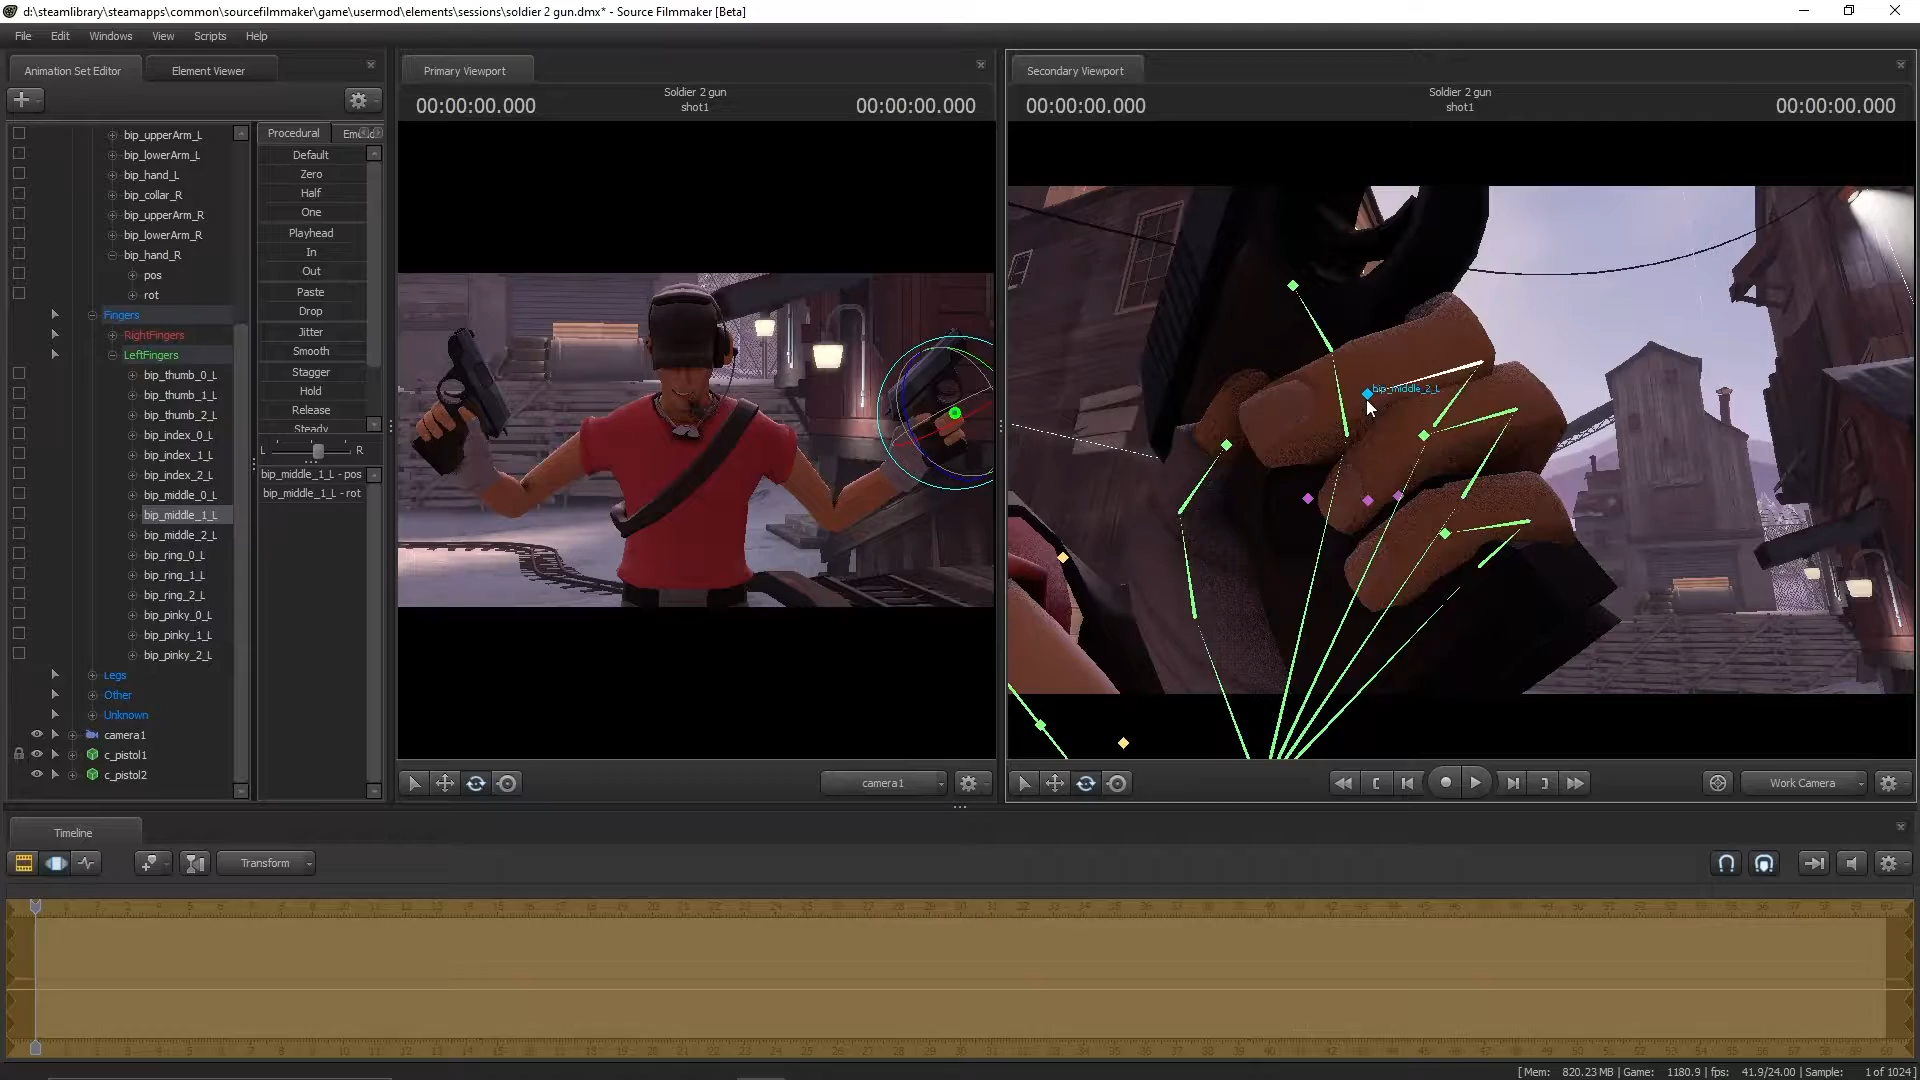 d:\steamlibrary\steamapps\common\sourcefilmmaker\game\usermod\elements\sessions\soldier 2 gun.dmx* - Source Filmmaker [Beta]
File Edit Windows View Scripts Help
Animation Set Editor Element Viewer
Primary Viewport
Secondary Viewport
00:00:00.000
Soldier 2 gun
shot1
00:00:00.000
00:00:00.000
Soldier 2 gun
shot1
00:00:00.000
bip_upperArm_L
bip_lowerArm_L
bip_hand_L
bip_collar_R
bip_upperArm_R
bip_lowerArm_R
bip_hand_R
pos
rot
Fingers
RightFingers
LeftFingers
bip_thumb_0_L
bip_thumb_1_L
bip_thumb_2_L
bip_index_0_L
bip_index_1_L
bip_index_2_L
bip_middle_0_L
bip_middle_1_L
bip_middle_2_L
bip_ring_0_L
bip_ring_1_L
bip_ring_2_L
bip_pinky_0_L
bip_pinky_1_L
bip_pinky_2_L
Legs
Other
Unknown
camera1
c_pistol1
c_pistol2
Procedural
Default
Zero
Half
One
Playhead
In
Out
Paste
Drop
Jitter
Smooth
Stagger
Hold
Release
Steady
L R
bip_middle_1_L - pos
bip_middle_1_L - rot
bip_middle_2_L
camera1
Work Camera
Timeline
Transform
[ Mem: 820.23 MB | Game: 1180.9 | fps: 41.9/24.00 | Sample: 1 of 1024 ]